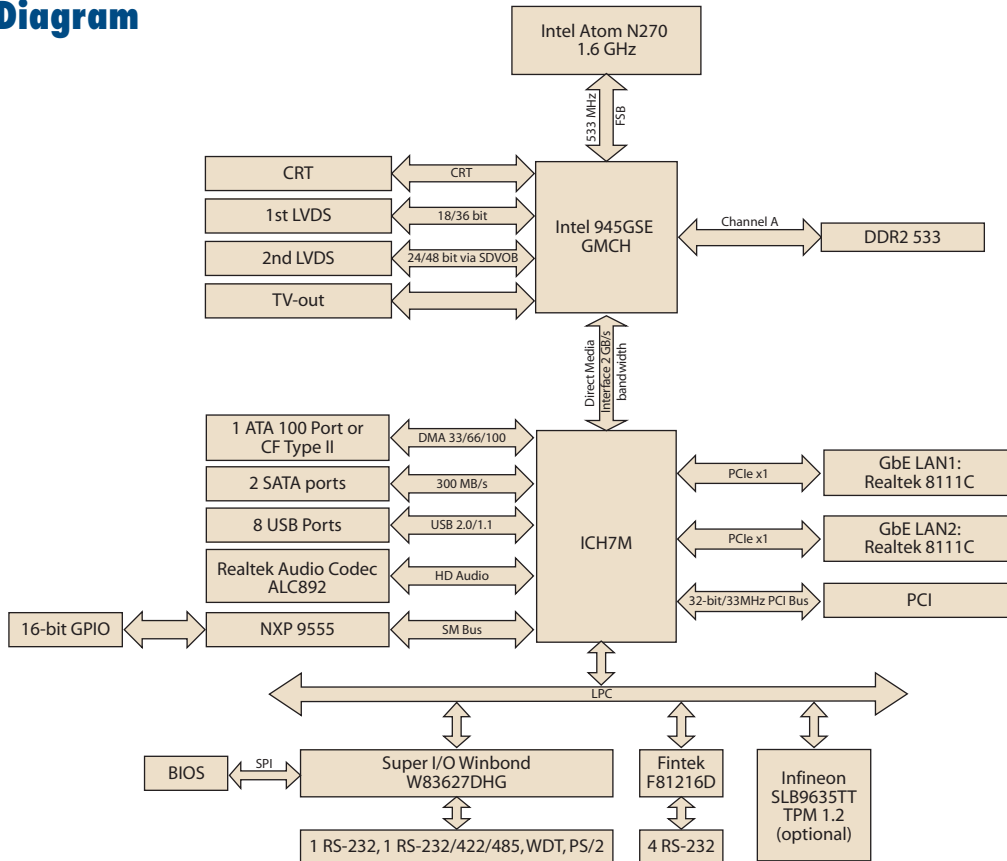 Diagram
Intel Atom N270
1.6 GHz
533 MHz
FSB
CRT
CRT
1st LVDS
18/36 bit
2nd LVDS
24/48 bit via SDVOB
TV-out
Intel 945GSE
GMCH
Channel A
DDR2 533
Direct Media
Interface 2 GB/s
bandwidth
1 ATA 100 Port or
CF Type II
DMA 33/66/100
2 SATA ports
300 MB/s
8 USB Ports
USB 2.0/1.1
Realtek Audio Codec
ALC892
HD Audio
16-bit GPIO
NXP 9555
SM Bus
ICH7M
PCIe x1
GbE LAN1:
Realtek 8111C
PCIe x1
GbE LAN2:
Realtek 8111C
32-bit/33MHz PCI Bus
PCI
LPC
BIOS
SPI
Super I/O Winbond
W83627DHG
Fintek
F81216D
Infineon
SLB9635TT
TPM 1.2
(optional)
1 RS-232, 1 RS-232/422/485, WDT, PS/2
4 RS-232